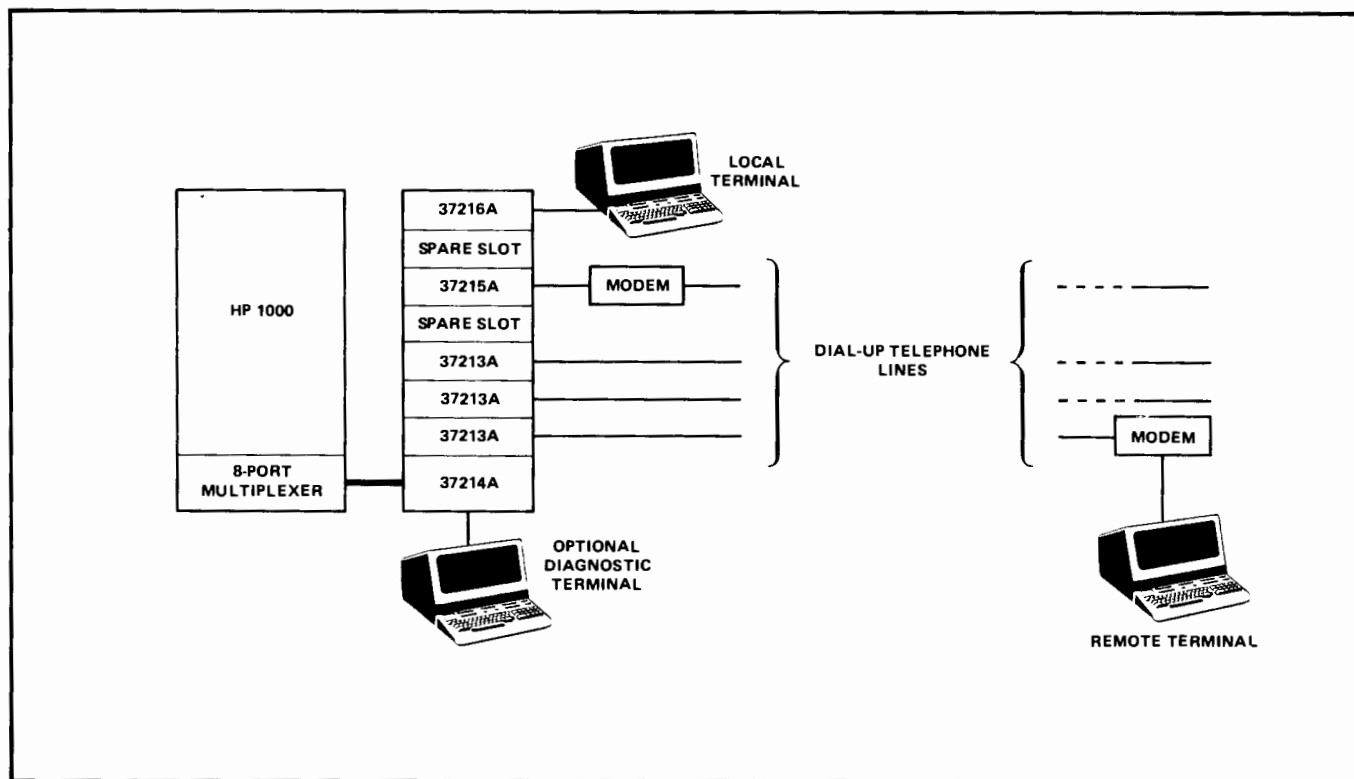 HP 1000
8-PORT
MULTIPLEXER
37216A
SPARE SLOT
37215A
SPARE SLOT
37213A
37213A
37213A
37214A
LOCAL
TERMINAL
MODEM
OPTIONAL
DIAGNOSTIC
TERMINAL
DIAL-UP TELEPHONE
LINES
MODEM
REMOTE TERMINAL